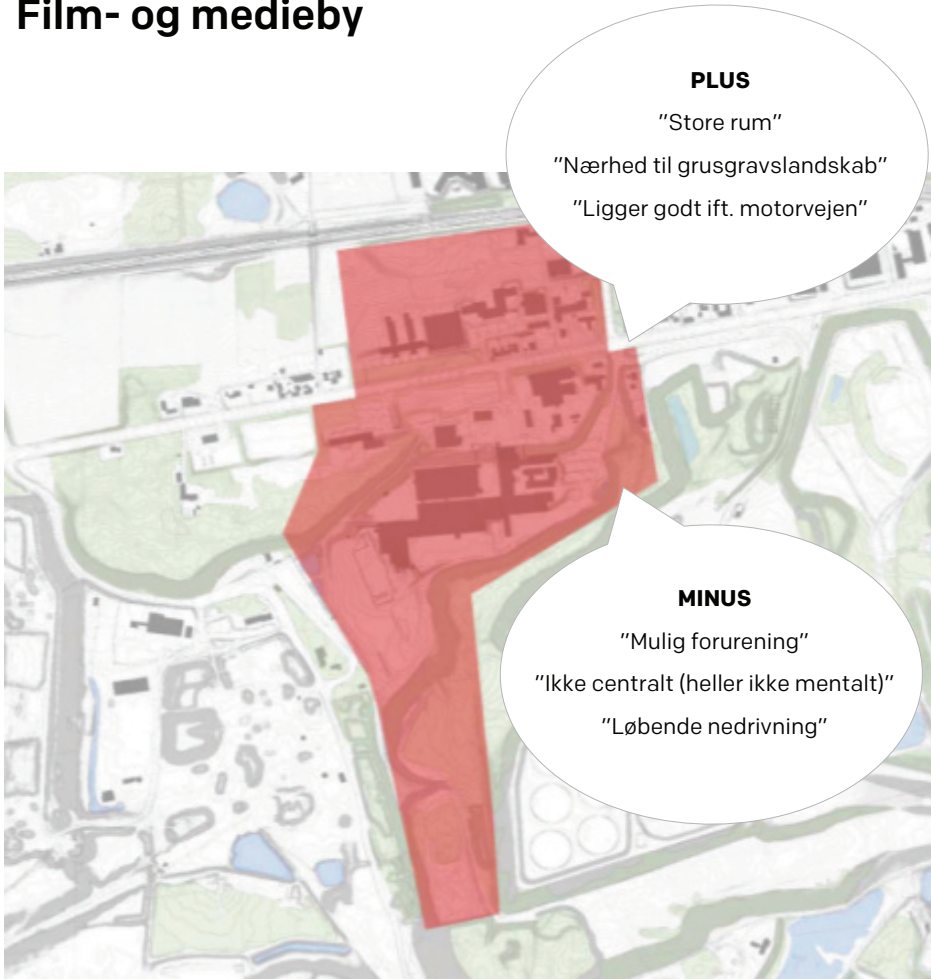 Film- og medieby
PLUS
"Store rum"
"Nærhed til grusgravslandskab"
"Ligger godt ift. motorvejen"
MINUS
"Mulig forurening"
"Ikke centralt (heller ikke mentalt)"
"Løbende nedrivning"